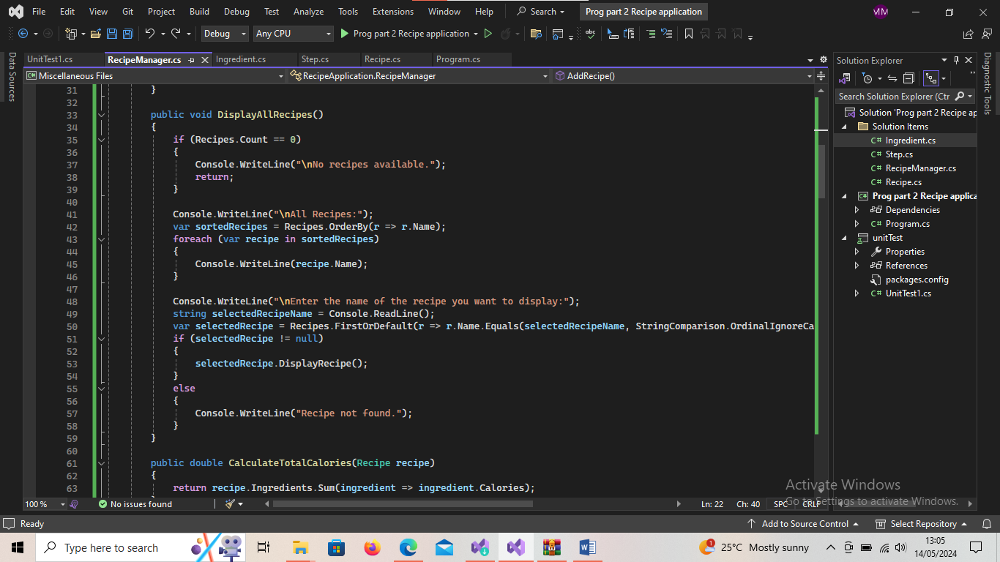 File Edit View Git Project Build Debug Test Analyze Tools Extensions Window Help Search Prog part 2 Recipe application MM
Debug Any CPU Prog part 2 Recipe application
UnitTest1.cs RecipeManager.cs Ingredient.cs Step.cs Recipe.cs Program.cs
Miscellaneous Files RecipeApplication.RecipeManager AddRecipe()
Data Sources
31 }
32
33 public void DisplayAllRecipes()
34 {
35 if (Recipes.Count == 0)
36 {
37 Console.WriteLine("\nNo recipes available.");
38 return;
39 }
40
41 Console.WriteLine("\nAll Recipes:");
42 var sortedRecipes = Recipes.OrderBy(r => r.Name);
43 foreach (var recipe in sortedRecipes)
44 {
45 Console.WriteLine(recipe.Name);
46 }
47
48 Console.WriteLine("\nEnter the name of the recipe you want to display:");
49 string selectedRecipeName = Console.ReadLine();
50 var selectedRecipe = Recipes.FirstOrDefault(r => r.Name.Equals(selectedRecipeName, StringComparison.OrdinalIgnoreCa
51 if (selectedRecipe != null)
52 {
53 selectedRecipe.DisplayRecipe();
54 }
55 else
56 {
57 Console.WriteLine("Recipe not found.");
58 }
59 }
60
61 public double CalculateTotalCalories(Recipe recipe)
62 {
63 return recipe.Ingredients.Sum(ingredient => ingredient.Calories);
Solution Explorer
Search Solution Explorer (Ctr
Solution 'Prog part 2 Recipe ap
Solution Items
C# Ingredient.cs
C# Step.cs
C# RecipeManager.cs
C# Recipe.cs
C# Prog part 2 Recipe applica
Dependencies
C# Program.cs
unitTest
Properties
References
packages.config
C# UnitTest1.cs
Diagnostic Tools
Activate Windows
Go to Settings to activate Windows.
100 % No issues found Ln: 22 Ch: 40 SPC CRLF
Ready Add to Source Control Select Repository
Type here to search 25°C Mostly sunny 13:05
14/05/2024